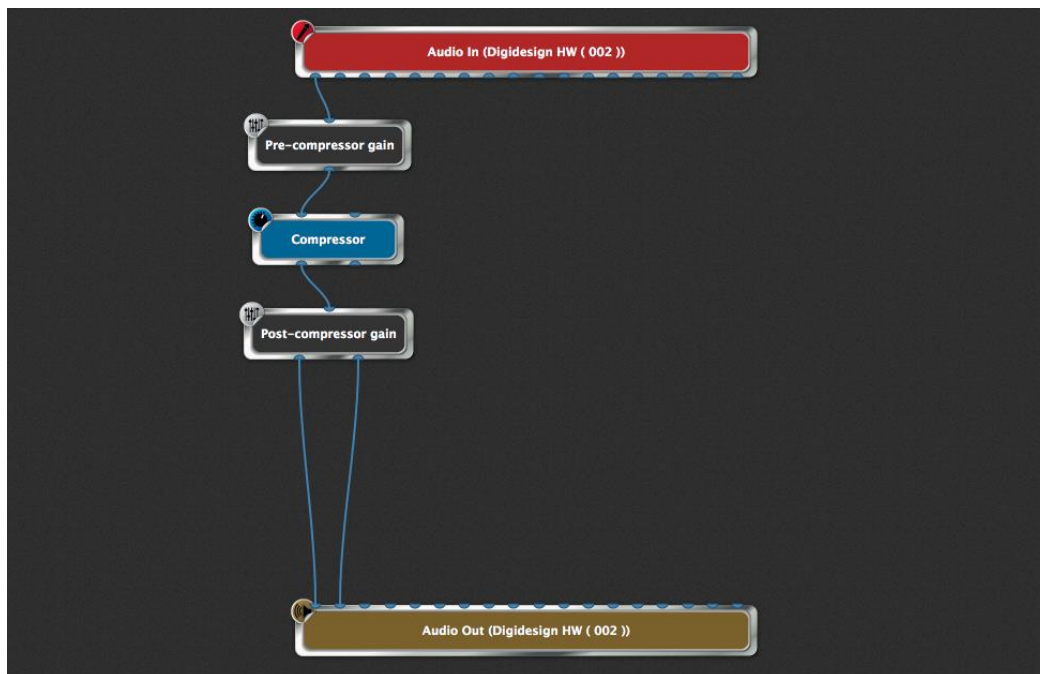 Audio In (Digidesign HW ( 002 ))
Pre-compressor gain
Compressor
Post-compressor gain
Audio Out (Digidesign HW ( 002 ))